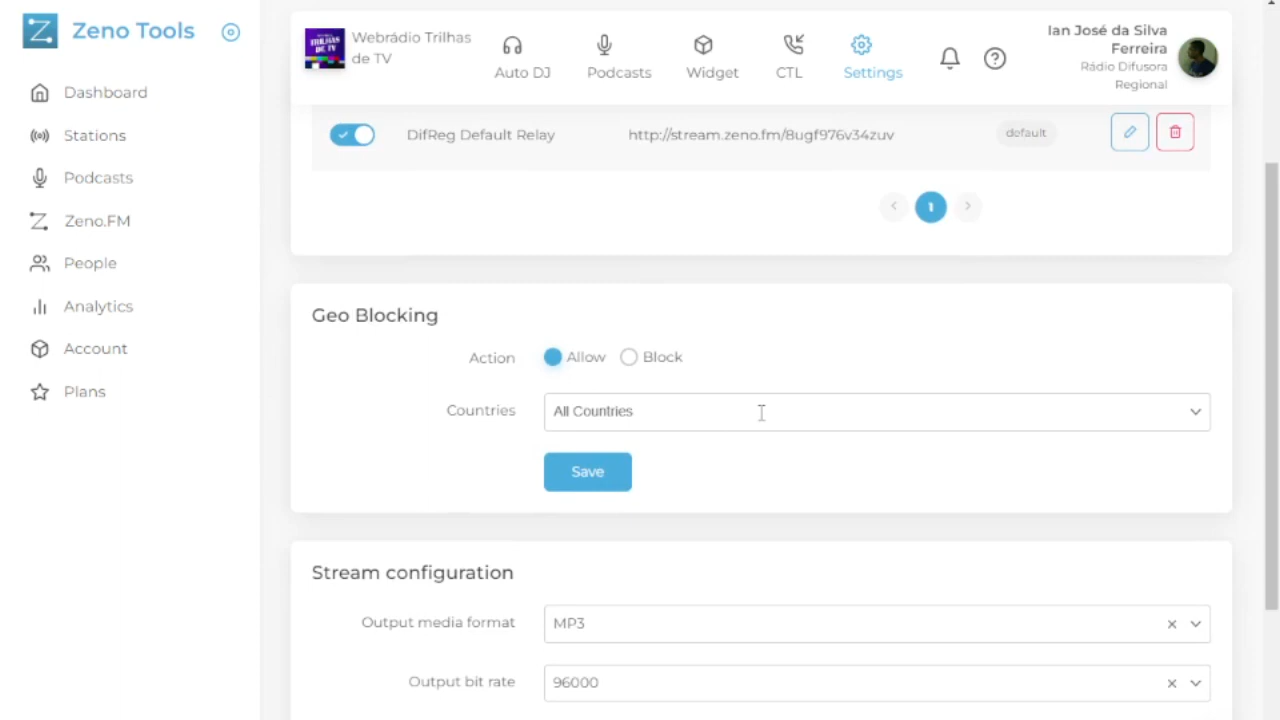 Zeno Tools
Dashboard
Stations
Podcasts
Zeno.FM
People
Analytics
Account
Plans
TRILHAS
DE TV
Webrádio Trilhas
de TV
Auto DJ
Podcasts
Widget
CTL
Settings
Ian José da Silva
Ferreira
Rádio Difusora
Regional
DifReg Default Relay http://stream.zeno.fm/8ugf976v34zuv default
1
Geo Blocking
Action Allow Block
Countries All Countries
Save
Stream configuration
Output media format MP3
Output bit rate 96000